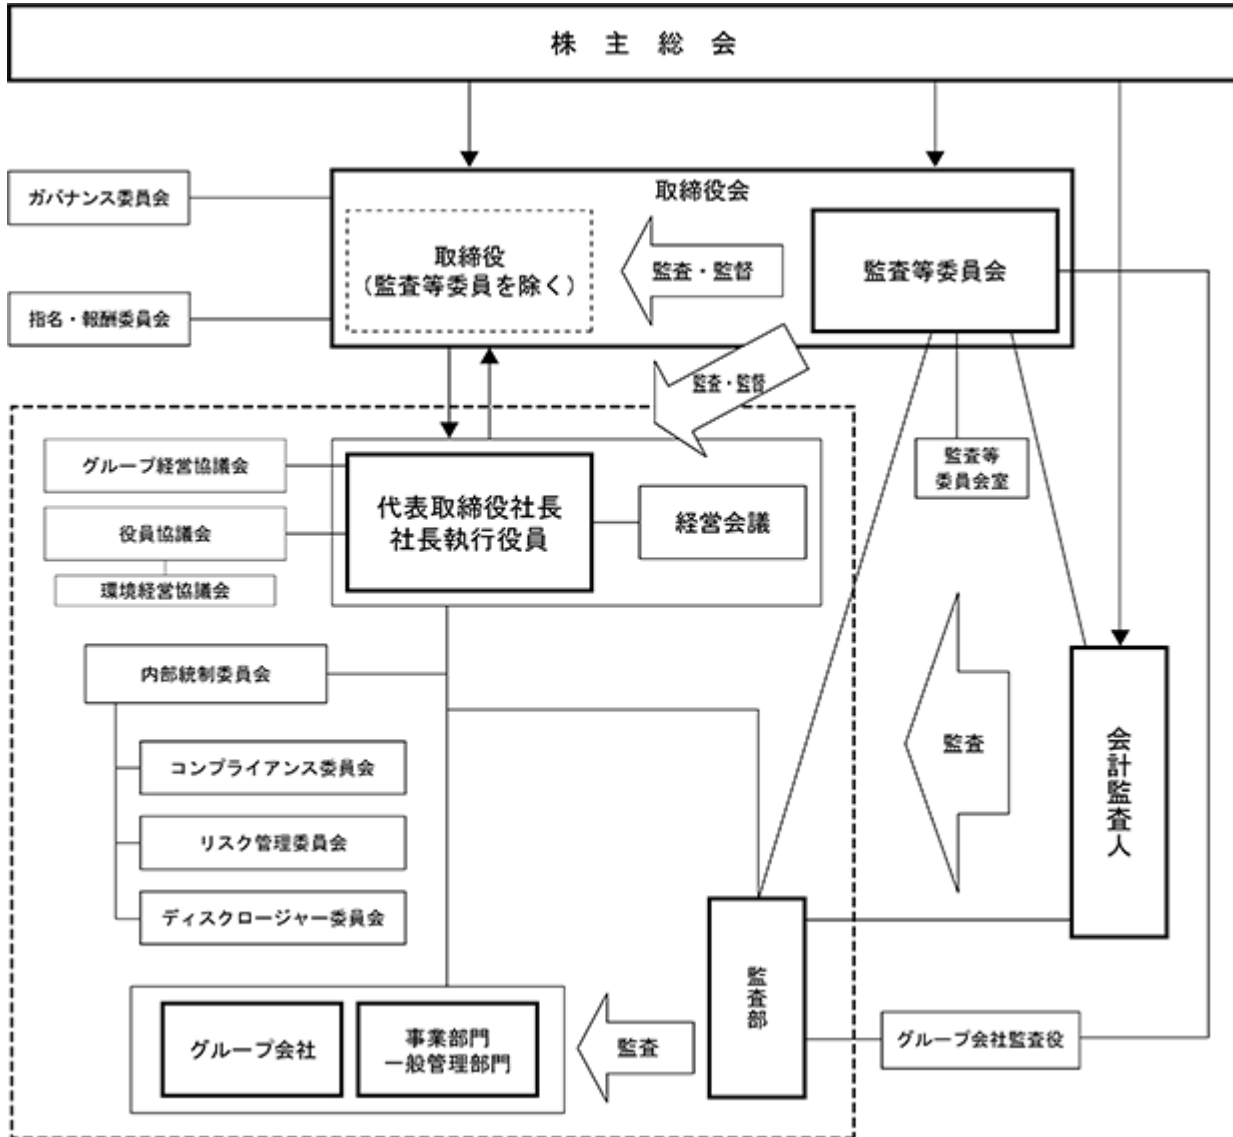 株主総会
ガバナンス委員会
取締役会
取締役
(監査等委員を除く)
監査・監督
監査等委員会
指名・報酬委員会
監査・監督
グループ経営協議会
代表取締役社長
社長執行役員
経営会議
監査等
委員会室
役員協議会
環境経営協議会
内部統制委員会
コンプライアンス委員会
監査
会計監査人
リスク管理委員会
ディスクロージャー委員会
監査部
グループ会社
事業部門
一般管理部門
監査
グループ会社監査役